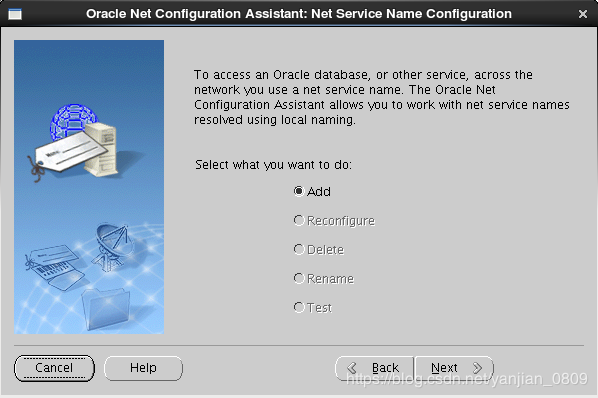 Oracle Net Configuration Assistant: Net Service Name Configuration
To access an Oracle database, or other service, across the
network you use a net service name. The Oracle Net
Configuration Assistant allows you to work with net service names
resolved using local naming.
Select what you want to do:
Add
Reconfigure
Delete
Rename
Test
Cancel Help Back Next
https://blog.csdn.net/yanjian_0809